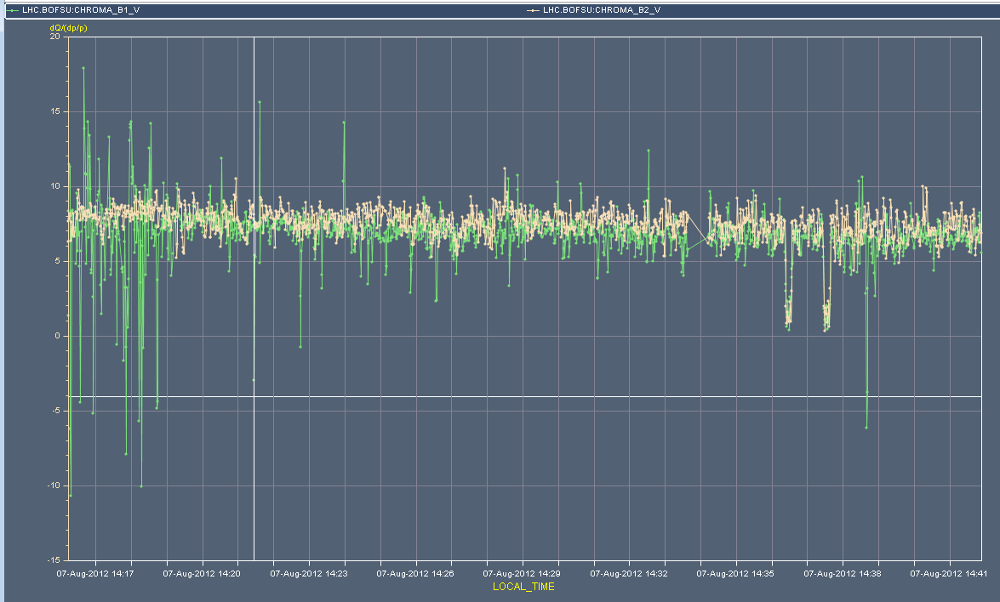 LHC.BOFSU:CHROMA_B1_V LHC.BOFSU:CHROMA_B2_V
dQ/(dp/p)
20
15
10
5
0
-5
-10
-15
07-Aug-2012 14:17 07-Aug-2012 14:20 07-Aug-2012 14:23 07-Aug-2012 14:26 07-Aug-2012 14:29 07-Aug-2012 14:32 07-Aug-2012 14:35 07-Aug-2012 14:38 07-Aug-2012 14:41
LOCAL_TIME